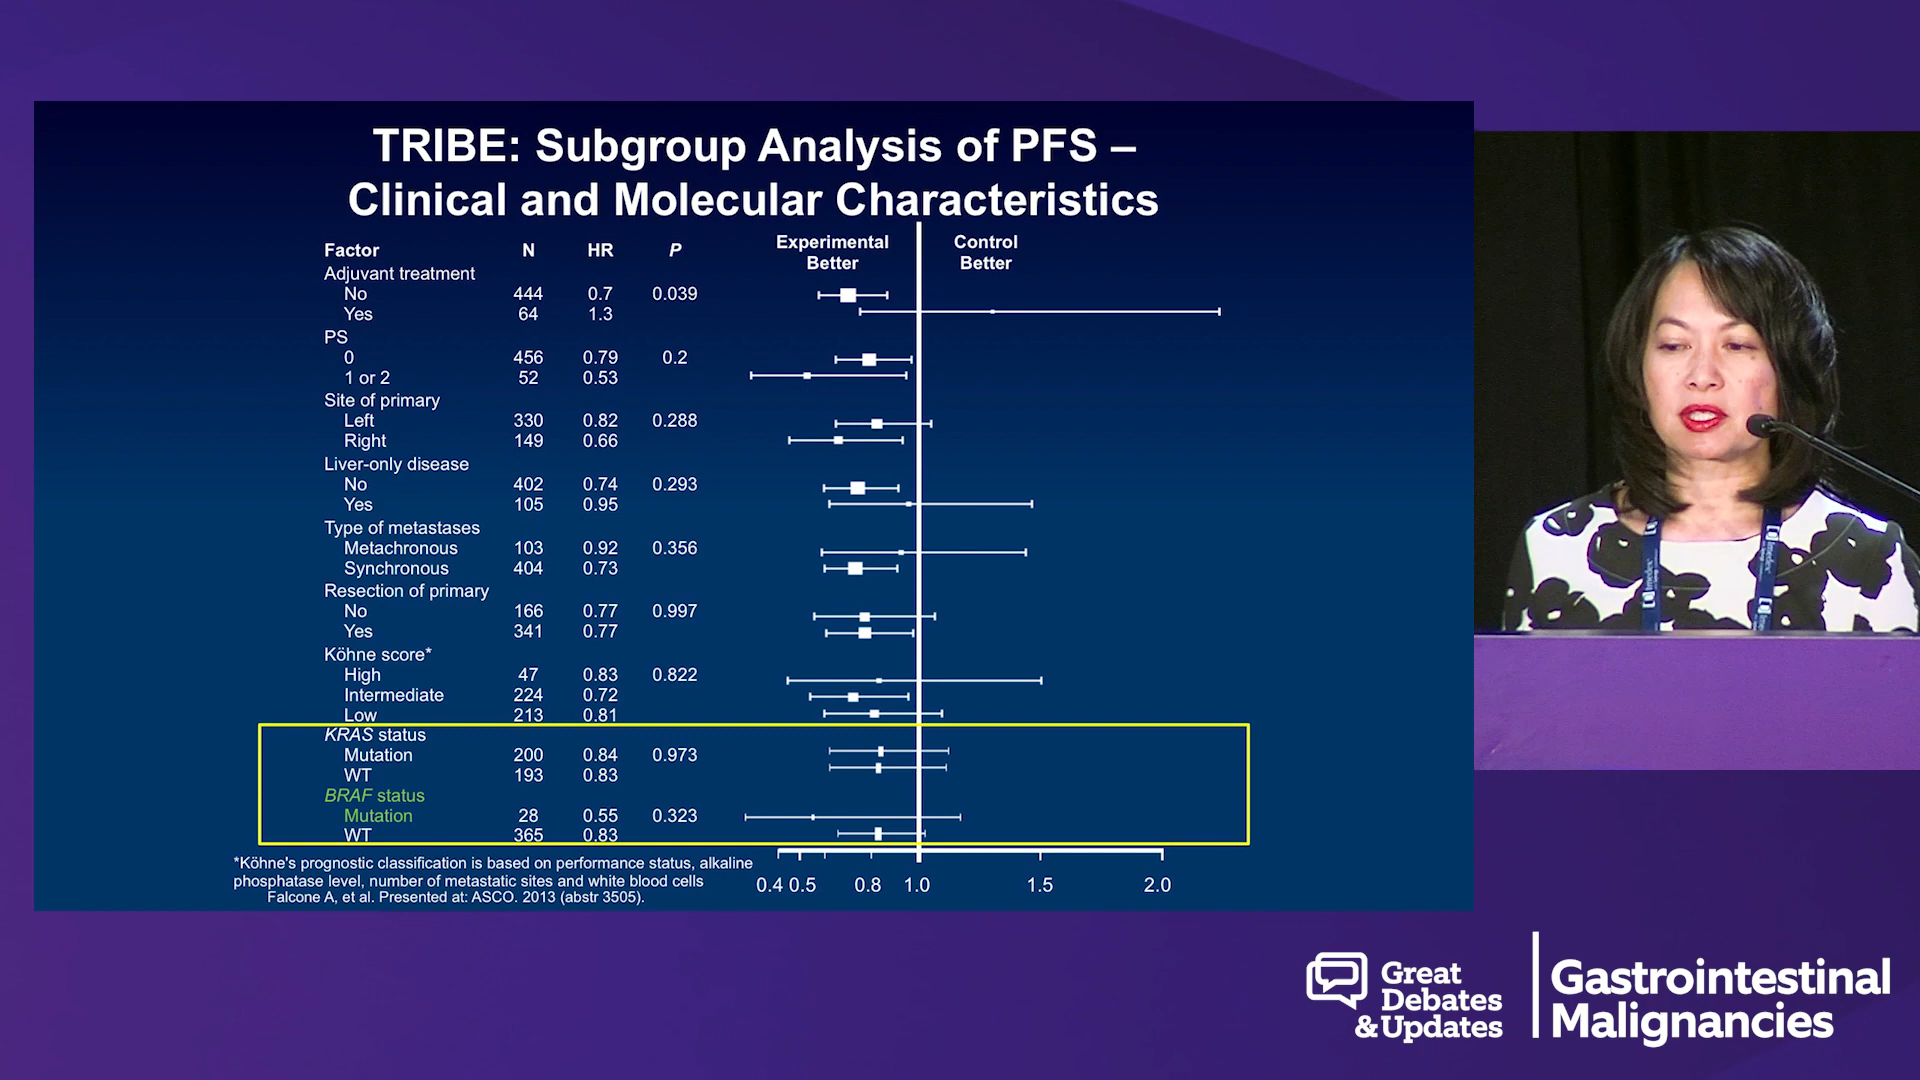 TRIBE: Subgroup Analysis of PFS –
Clinical and Molecular Characteristics
Factor N HR P Experimental Better Control Better
Adjuvant treatment
No 444 0.7 0.039
Yes 64 1.3
PS
0 456 0.79 0.2
1 or 2 52 0.53
Site of primary
Left 330 0.82 0.288
Right 149 0.66
Liver-only disease
No 402 0.74 0.293
Yes 105 0.95
Type of metastases
Metachronous 103 0.92 0.356
Synchronous 404 0.73
Resection of primary
No 166 0.77 0.997
Yes 341 0.77
Köhne score*
High 47 0.83 0.822
Intermediate 224 0.72
Low 213 0.81
KRAS status
Mutation 200 0.84 0.973
WT 193 0.83
BRAF status
Mutation 28 0.55 0.323
WT 365 0.83
0.4 0.5 0.8 1.0 1.5 2.0
*Köhne's prognostic classification is based on performance status, alkaline
phosphatase level, number of metastatic sites and white blood cells
Falcone A, et al. Presented at: ASCO. 2013 (abstr 3505).
Imedex
Great
Debates
&Updates
Gastrointestinal
Malignancies